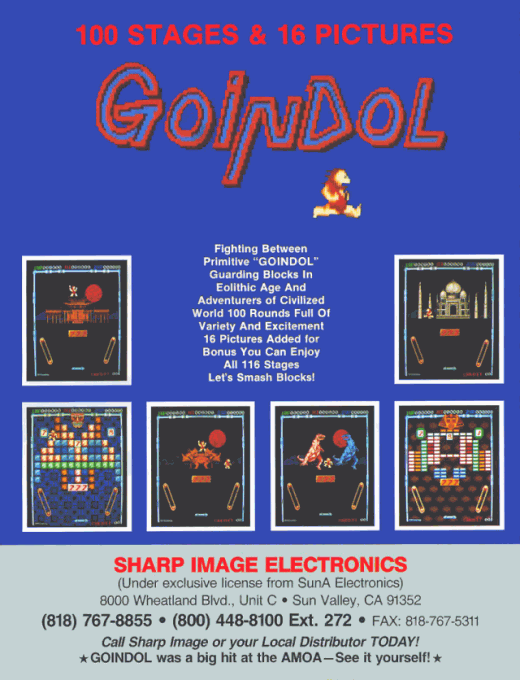 100 STAGES & 16 PICTURES
GOINDOL
Fighting Between
Primitive "GOINDOL"
Guarding Blocks In
Eolithic Age And
Adventurers of Civilized
World 100 Rounds Full Of
Variety And Excitement
16 Pictures Added for
Bonus You Can Enjoy
All 116 Stages
Let's Smash Blocks!
SHARP IMAGE ELECTRONICS
(Under exclusive license from SunA Electronics)
8000 Wheatland Blvd., Unit C • Sun Valley, CA 91352
(818) 767-8855 • (800) 448-8100 Ext. 272 • FAX: 818-767-5311
Call Sharp Image or your Local Distributor TODAY!
★GOINDOL was a big hit at the AMOA—See it yourself!★